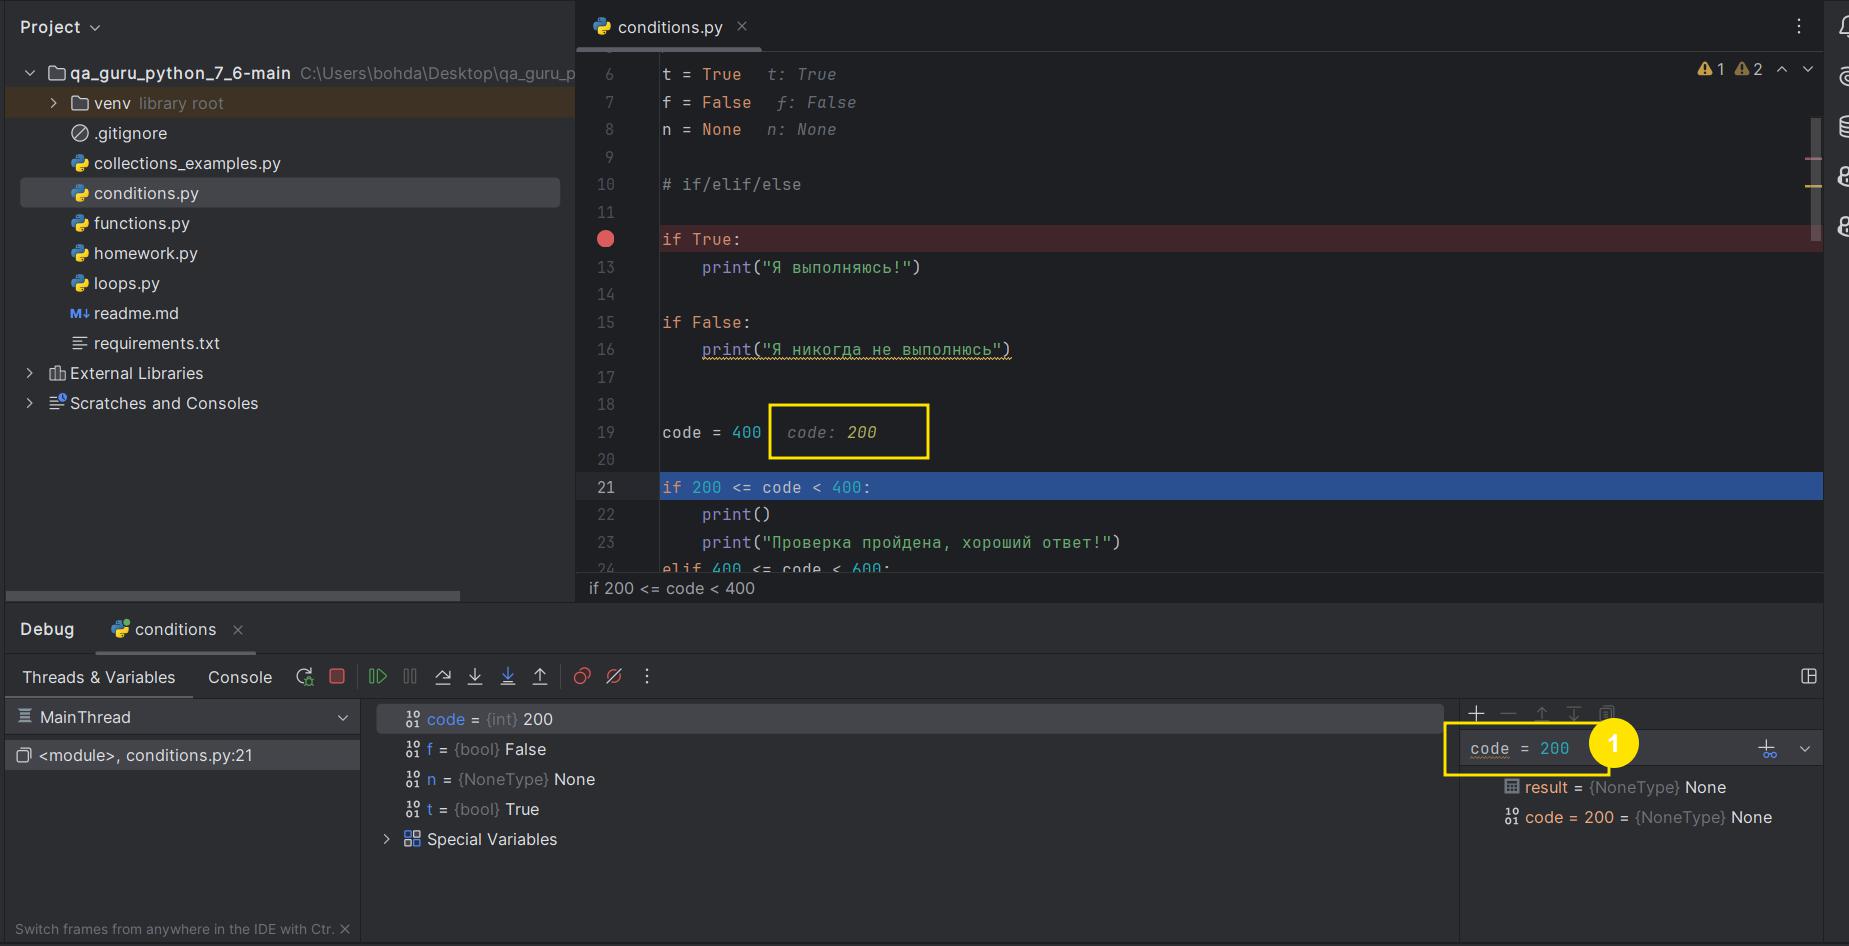 Project
qa_guru_python_7_6-main C:\Users\bohda\Desktop\qa_guru_p
venv library root
.gitignore
collections_examples.py
conditions.py
functions.py
homework.py
loops.py
M↓ readme.md
requirements.txt
External Libraries
Scratches and Consoles
conditions.py
1 2
6 t = True t: True
7 f = False f: False
8 n = None n: None
9
10 # if/elif/else
11
if True:
13 print("Я выполняюсь!")
14
15 if False:
16 print("Я никогда не выполнюсь")
17
18
19 code = 400 code: 200
20
21 if 200 <= code < 400:
22 print()
23 print("Проверка пройдена, хороший ответ!")
24 elif 400 <= code < 600:
if 200 <= code < 400
Debug conditions
Threads & Variables Console
MainThread
<module>, conditions.py:21
Switch frames from anywhere in the IDE with Ctr.
code = {int} 200
f = {bool} False
n = {NoneType} None
t = {bool} True
Special Variables
code = 200 1
result = {NoneType} None
code = 200 = {NoneType} None